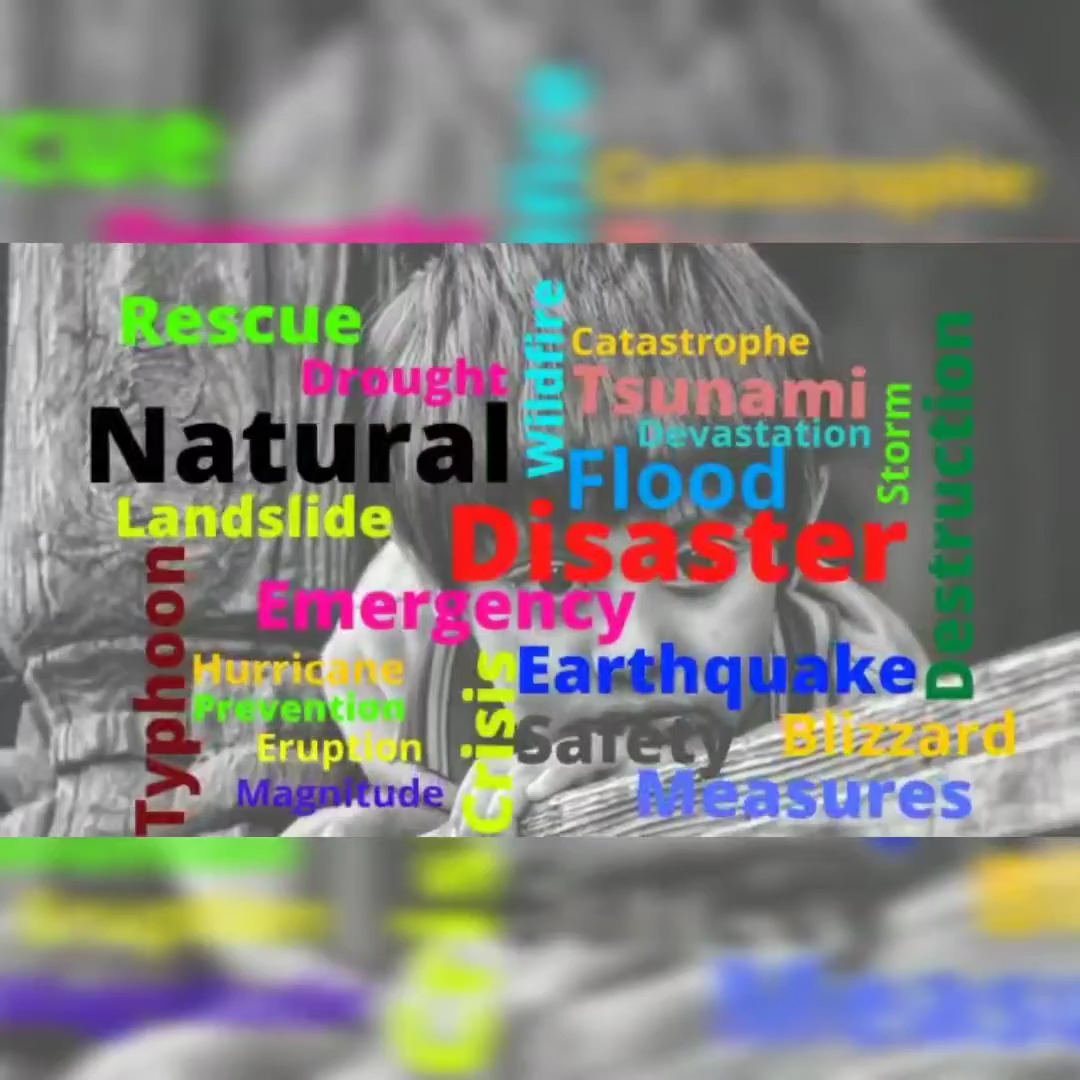 Rescue
Wildfire
Catastrophe
Drought
Tsunami
Natural
Devastation
Storm
Destruction
Flood
Landslide
Disaster
Typhoon
Emergency
Hurricane
Crisis
Earthquake
Prevention
Safety
Blizzard
Eruption
Magnitude
Measures